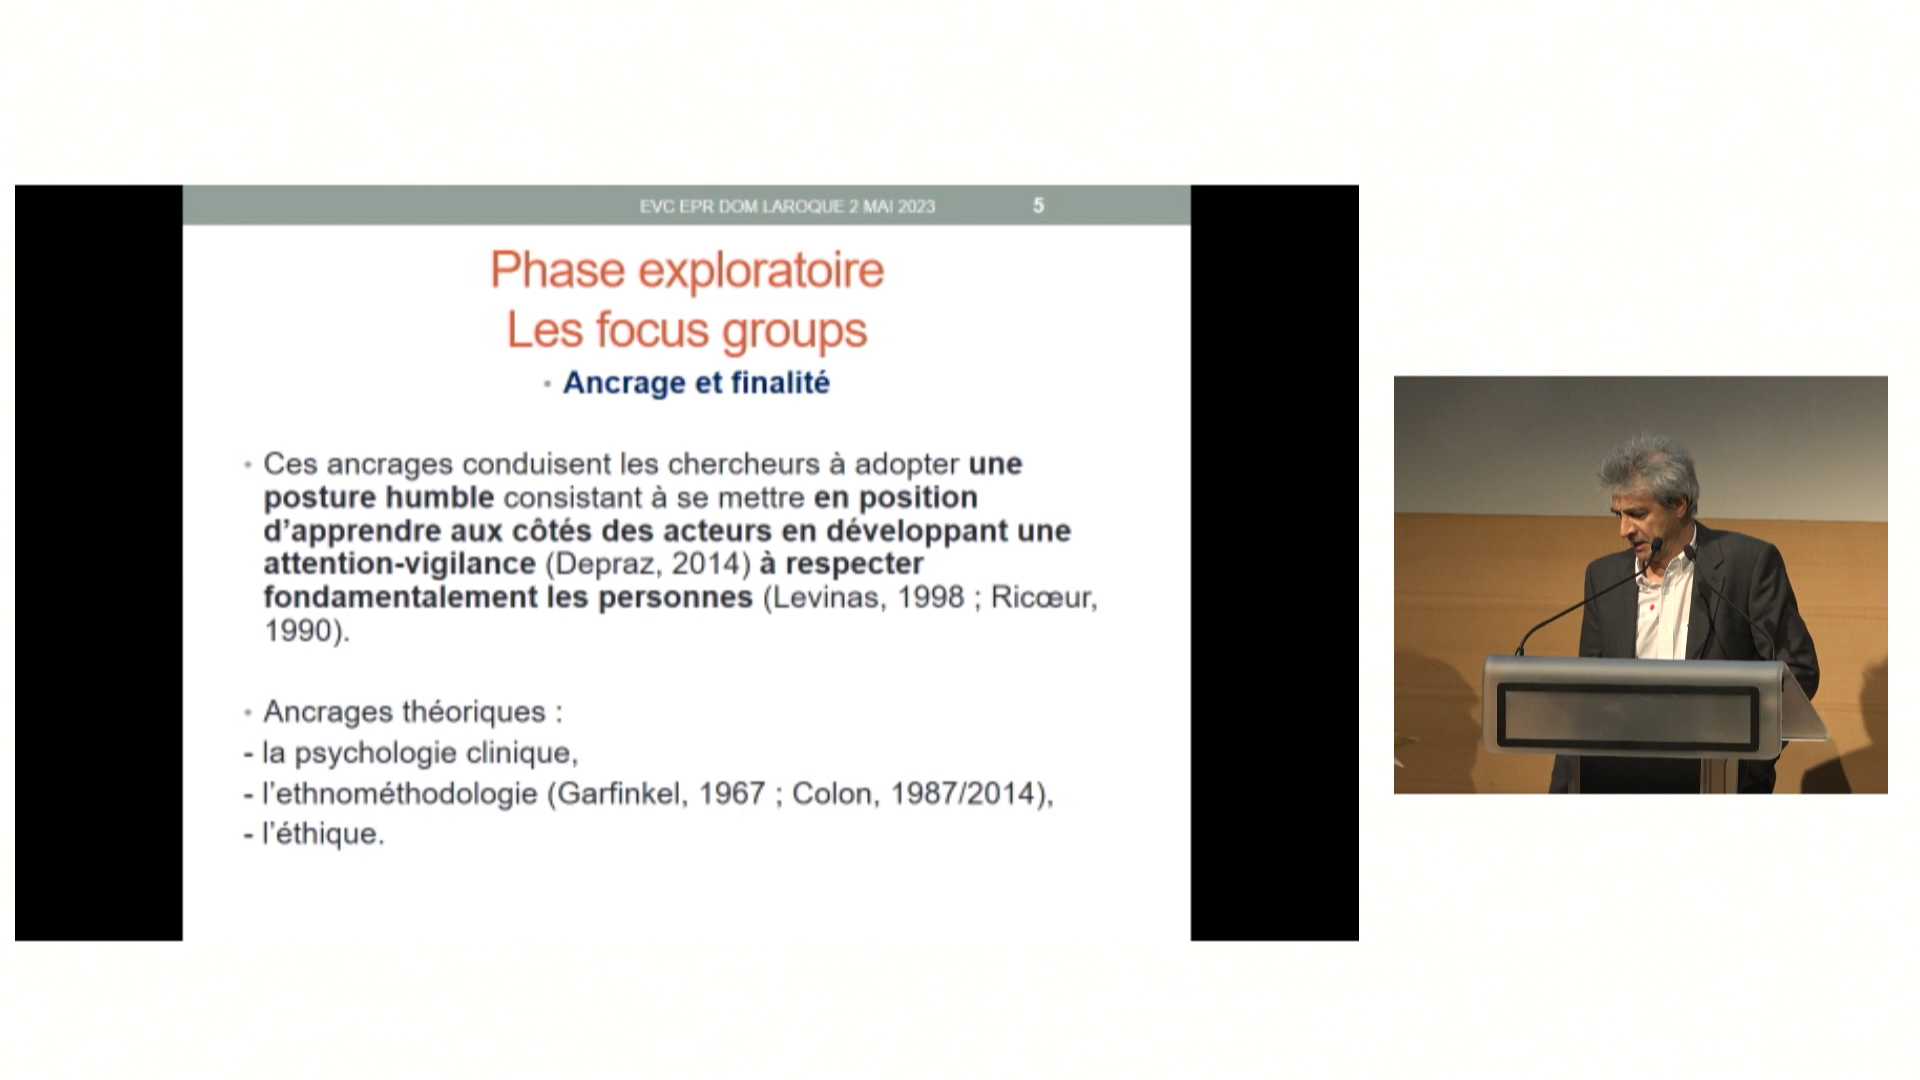 EVC EPR DOM LAROQUE 2 MAI 2023 5
Phase exploratoire
Les focus groups
• Ancrage et finalité
• Ces ancrages conduisent les chercheurs à adopter une
posture humble consistant à se mettre en position
d’apprendre aux côtés des acteurs en développant une
attention-vigilance (Depraz, 2014) à respecter
fondamentalement les personnes (Levinas, 1998 ; Ricœur,
1990).
• Ancrages théoriques :
- la psychologie clinique,
- l’ethnométhodologie (Garfinkel, 1967 ; Colon, 1987/2014),
- l’éthique.